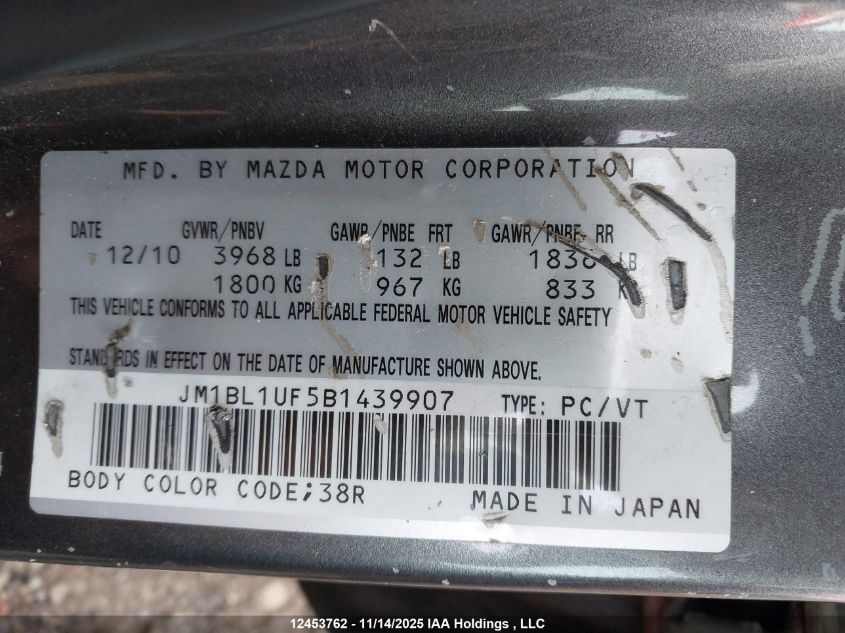 MFD. BY MAZDA MOTOR CORPORATION
DATE GVWR/PNBV GAWR/PNBE FRT GAWR/PNBE RR
12/10 3968 LB 132 LB LB
1800 KG 967 KG 833
THIS VEHICLE CONFORMS TO ALL APPLICABLE FEDERAL MOTOR VEHICLE SAFETY
STANDARDS IN EFFECT ON THE DATE OF MANUFACTURE SHOWN ABOVE.
JM1BL1UF5B1439907 TYPE: PC/VT
BODY COLOR CODE;38R MADE IN JAPAN
12453762 - 11/14/2025 IAA Holdings , LLC